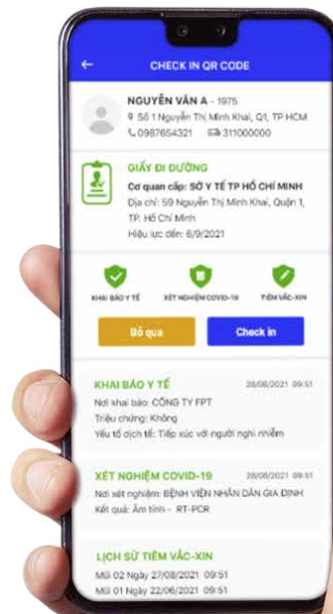 CHECK IN QR CODE
NGUYỄN VĂN A - 1975
Số 1 Nguyễn Thị Minh Khai, Q1, TP HCM
0987654321 311000000
GIẤY ĐI ĐƯỜNG
Cơ quan cấp: SỞ Y TẾ TP HỒ CHÍ MINH
Địa chỉ: 59 Nguyễn Thị Minh Khai, Quận 1,
TP. Hồ Chí Minh
Hiệu lực đến: 6/9/2021
KHAI BÁO Y TẾ XÉT NGHIỆM COVID-19 TIÊM VẮC-XIN
Bỏ qua Check in
KHAI BÁO Y TẾ 28/08/2021 09:51
Nơi khai báo: CÔNG TY FPT
Triệu chứng: Không
Yếu tố dịch tễ: Tiếp xúc với người nghi nhiễm
XÉT NGHIỆM COVID-19 28/08/2021 09:51
Nơi xét nghiệm: BỆNH VIỆN NHÂN DÂN GIA ĐỊNH
Kết quả: Âm tính - RT-PCR
LỊCH SỬ TIÊM VẮC-XIN
Mũi 02 Ngày 27/08/2021 09:51
Mũi 01 Ngày 22/06/2021 09:51